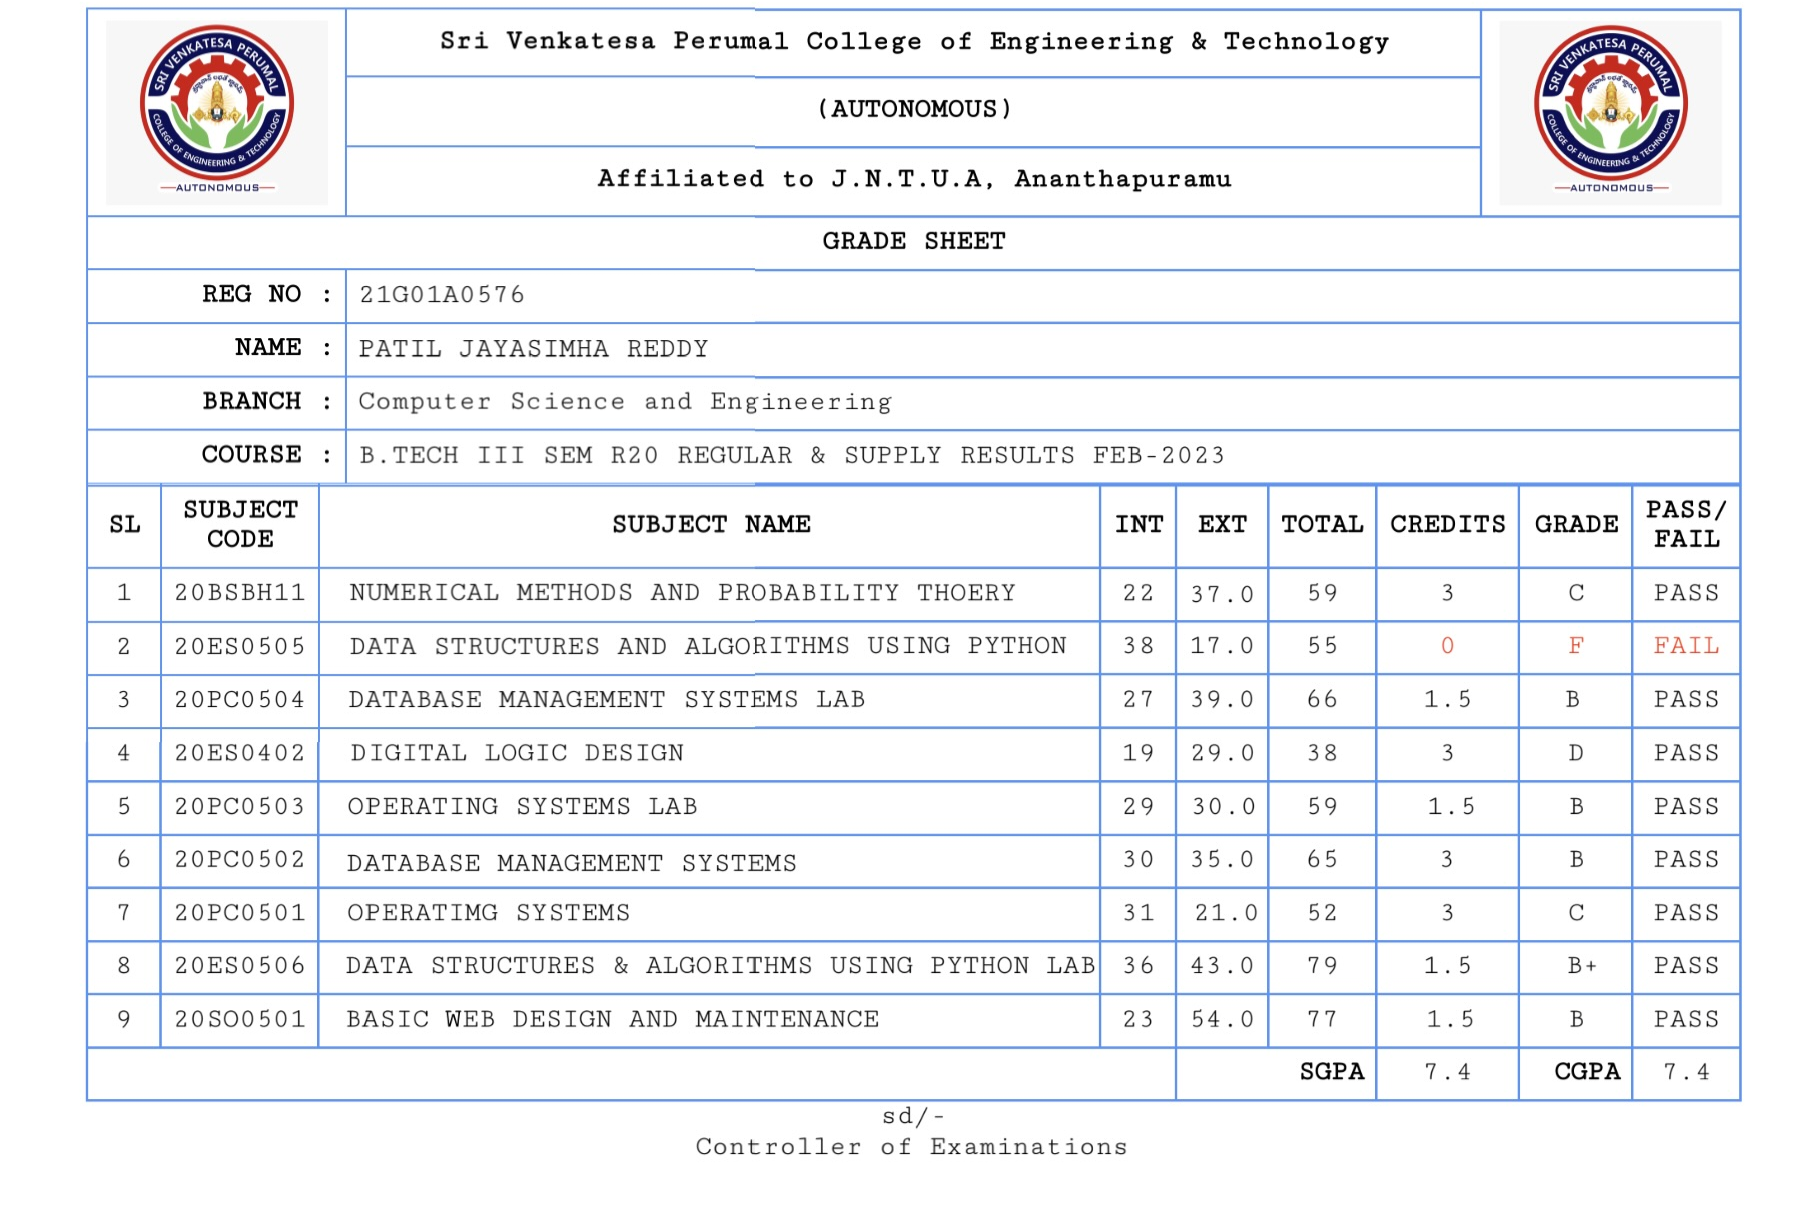 SRI VENKATESA PERUMAL
COLLEGE OF ENGINEERING & TECHNOLOGY
AUTONOMOUS
Sri Venkatesa Perumal College of Engineering & Technology
(AUTONOMOUS)
Affiliated to J.N.T.U.A, Ananthapuramu
SRI VENKATESA PERUMAL
COLLEGE OF ENGINEERING & TECHNOLOGY
AUTONOMOUS
GRADE SHEET
REG NO : 21G01A0576
NAME : PATIL JAYASIMHA REDDY
BRANCH : Computer Science and Engineering
COURSE : B.TECH III SEM R20 REGULAR & SUPPLY RESULTS FEB-2023
SL SUBJECT CODE SUBJECT NAME INT EXT TOTAL CREDITS GRADE PASS/ FAIL
1 20BSBH11 NUMERICAL METHODS AND PROBABILITY THOERY 22 37.0 59 3 C PASS
2 20ES0505 DATA STRUCTURES AND ALGORITHMS USING PYTHON 38 17.0 55 0 F FAIL
3 20PC0504 DATABASE MANAGEMENT SYSTEMS LAB 27 39.0 66 1.5 B PASS
4 20ES0402 DIGITAL LOGIC DESIGN 19 29.0 38 3 D PASS
5 20PC0503 OPERATING SYSTEMS LAB 29 30.0 59 1.5 B PASS
6 20PC0502 DATABASE MANAGEMENT SYSTEMS 30 35.0 65 3 B PASS
7 20PC0501 OPERATIMG SYSTEMS 31 21.0 52 3 C PASS
8 20ES0506 DATA STRUCTURES & ALGORITHMS USING PYTHON LAB 36 43.0 79 1.5 B+ PASS
9 20SO0501 BASIC WEB DESIGN AND MAINTENANCE 23 54.0 77 1.5 B PASS
SGPA 7.4 CGPA 7.4
sd/-
Controller of Examinations